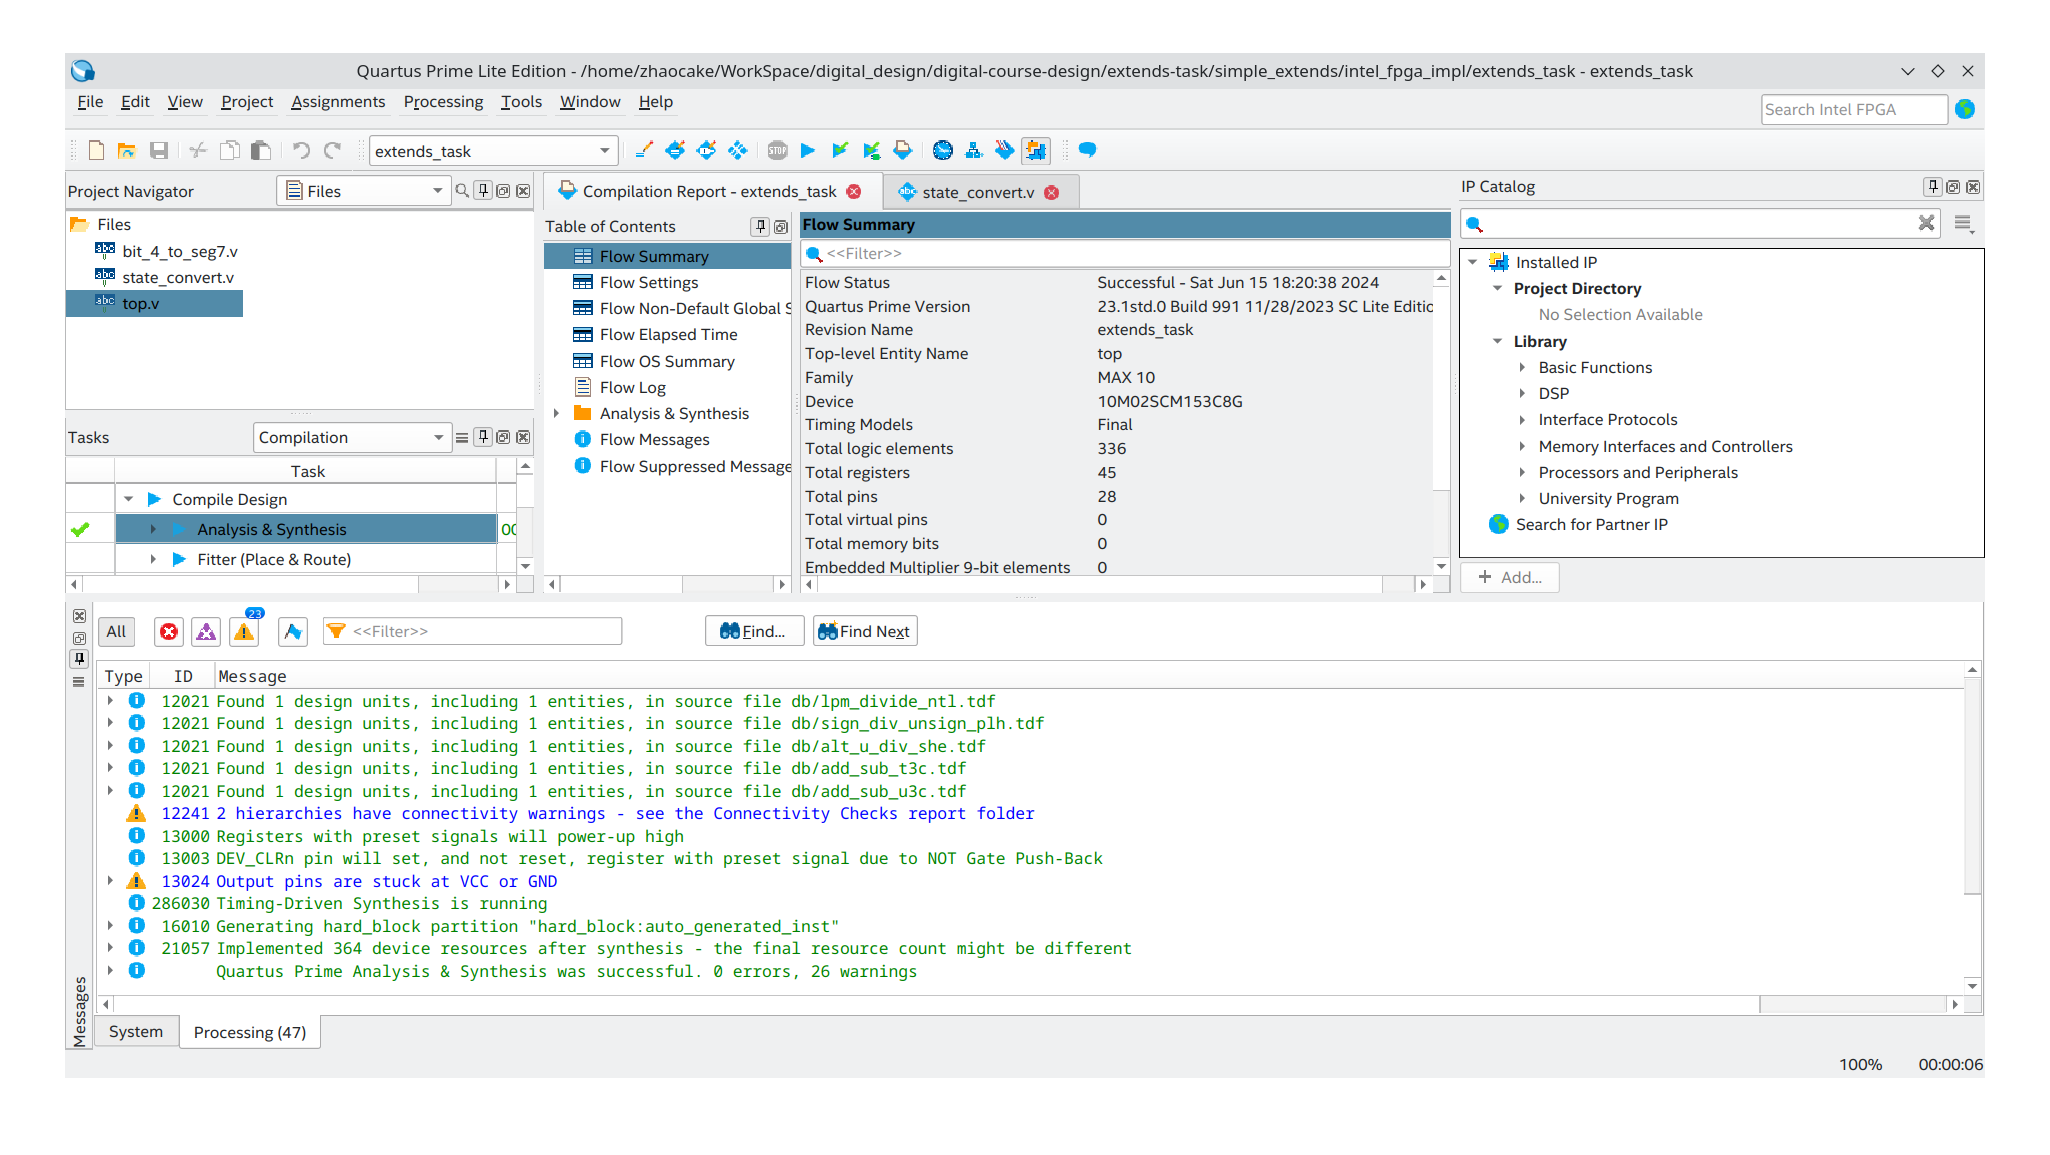 Quartus Prime Lite Edition - /home/zhaocake/WorkSpace/digital_design/digital-course-design/extends-task/simple_extends/intel_fpga_impl/extends_task - extends_task
File Edit View Project Assignments Processing Tools Window Help
Search Intel FPGA
extends_task
STOP
Project Navigator
Files
Files
abc bit_4_to_seg7.v
abc state_convert.v
abc top.v
Tasks
Compilation
Task
Compile Design
Analysis & Synthesis
00
Fitter (Place & Route)
Compilation Report - extends_task
abc state_convert.v
Table of Contents
Flow Summary
Flow Settings
Flow Non-Default Global S
Flow Elapsed Time
Flow OS Summary
Flow Log
Analysis & Synthesis
Flow Messages
Flow Suppressed Message
Flow Summary
<<Filter>>
Flow Status Successful - Sat Jun 15 18:20:38 2024
Quartus Prime Version 23.1std.0 Build 991 11/28/2023 SC Lite Editio
Revision Name extends_task
Top-level Entity Name top
Family MAX 10
Device 10M02SCM153C8G
Timing Models Final
Total logic elements 336
Total registers 45
Total pins 28
Total virtual pins 0
Total memory bits 0
Embedded Multiplier 9-bit elements 0
IP Catalog
Installed IP
Project Directory
No Selection Available
Library
Basic Functions
DSP
Interface Protocols
Memory Interfaces and Controllers
Processors and Peripherals
University Program
Search for Partner IP
+ Add...
All
23
<<Filter>>
Find...
Find Next
Type ID Message
12021 Found 1 design units, including 1 entities, in source file db/lpm_divide_ntl.tdf
12021 Found 1 design units, including 1 entities, in source file db/sign_div_unsign_plh.tdf
12021 Found 1 design units, including 1 entities, in source file db/alt_u_div_she.tdf
12021 Found 1 design units, including 1 entities, in source file db/add_sub_t3c.tdf
12021 Found 1 design units, including 1 entities, in source file db/add_sub_u3c.tdf
12241 2 hierarchies have connectivity warnings - see the Connectivity Checks report folder
13000 Registers with preset signals will power-up high
13003 DEV_CLRn pin will set, and not reset, register with preset signal due to NOT Gate Push-Back
13024 Output pins are stuck at VCC or GND
286030 Timing-Driven Synthesis is running
16010 Generating hard_block partition "hard_block:auto_generated_inst"
21057 Implemented 364 device resources after synthesis - the final resource count might be different
Quartus Prime Analysis & Synthesis was successful. 0 errors, 26 warnings
Messages
System
Processing (47)
100% 00:00:06